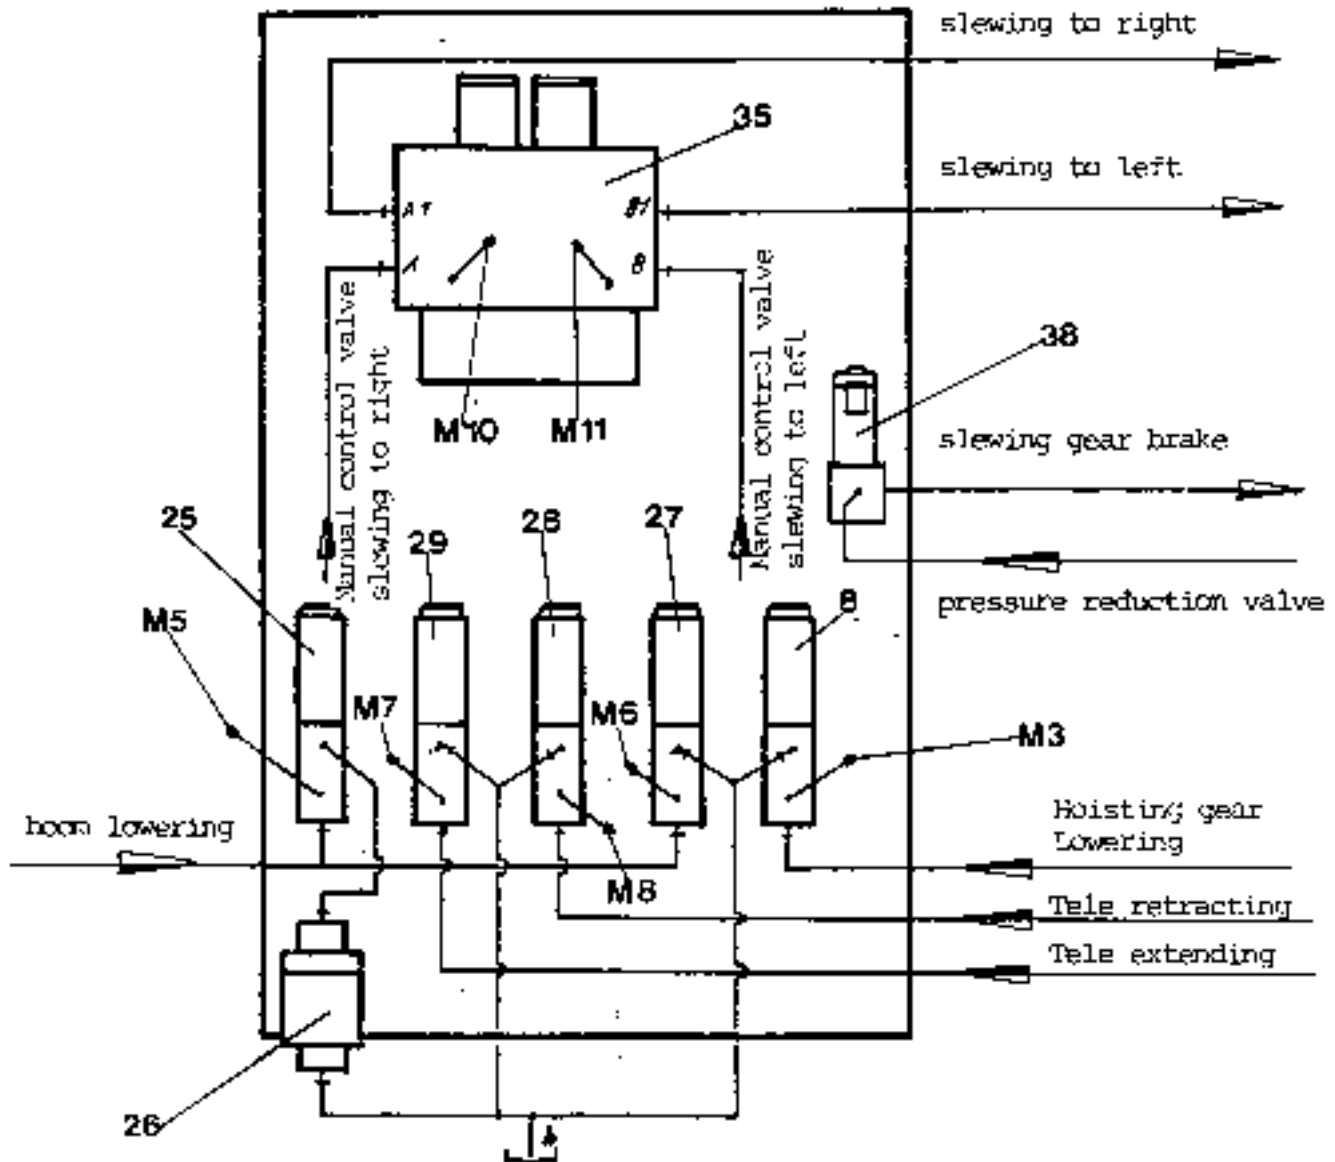 slewing to right
35
slewing to left
A1
B1
8
Manual control valve
slewing to right
Manual control valve
slewing to left
38
M10
M11
slewing gear brake
25
29
28
27
pressure reduction valve
8
M5
M7
M6
M3
boom lowering
Hoisting gear
Lowering
M8
Tele retracting
Tele extending
26